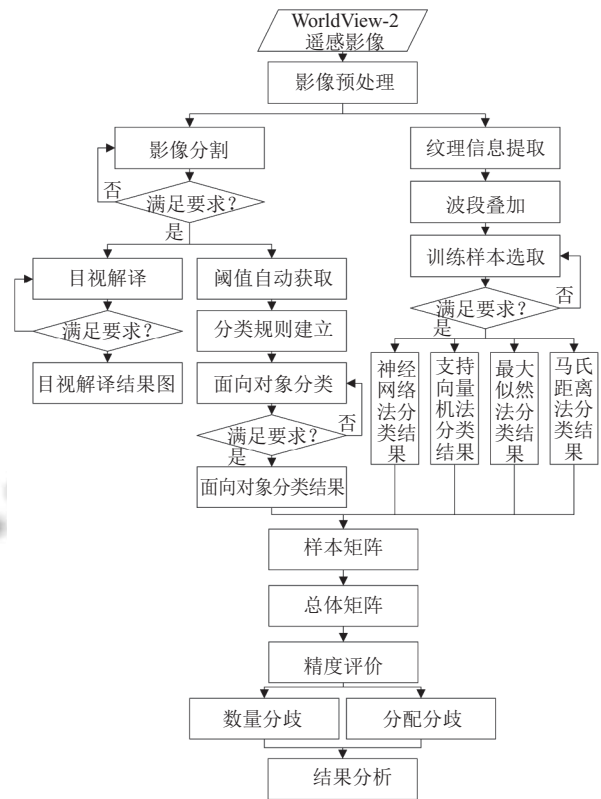 WorldView-2
遥感影像
影像预处理
影像分割
纹理信息提取
否
满足要求?
是
波段叠加
目视解译
阈值自动获取
训练样本选取
否
满足要求?
分类规则建立
满足要求?
是
目视解译结果图
面向对象分类
神经
网络
法分
类结
果
支持
向量
机法
分类
结果
最大
似然
法分
类结
果
马氏
距离
法分
类结
果
满足要求?
否
是
面向对象分类结果
样本矩阵
总体矩阵
精度评价
数量分歧
分配分歧
结果分析